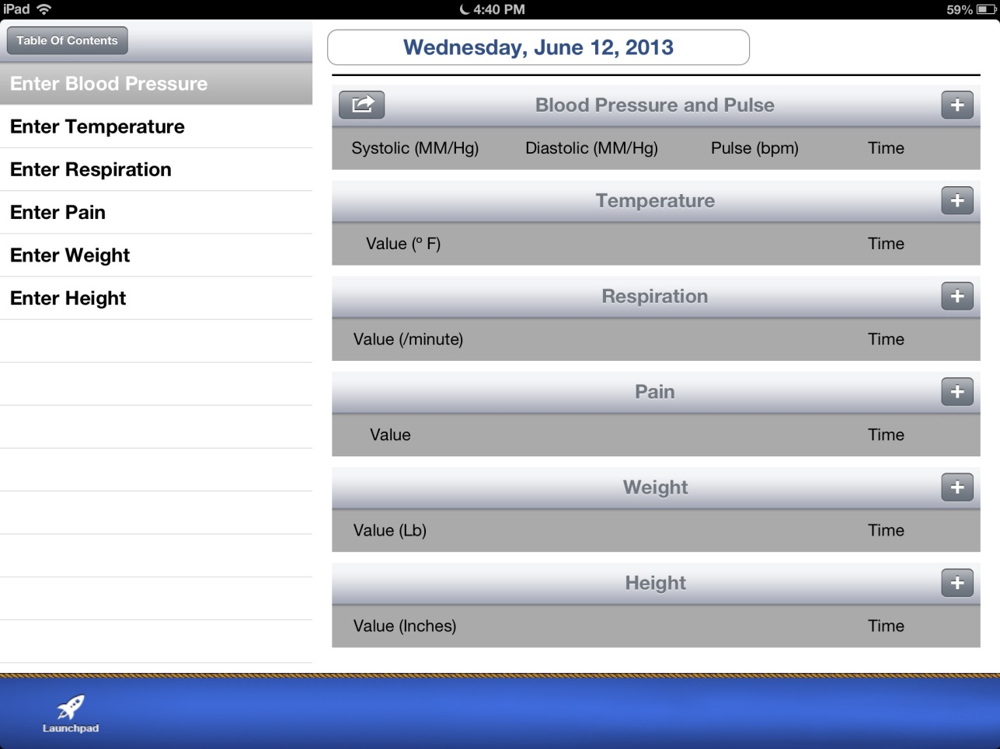 iPad 4:40 PM 59%
Table Of Contents
Wednesday, June 12, 2013
Enter Blood Pressure
Enter Temperature
Enter Respiration
Enter Pain
Enter Weight
Enter Height
Blood Pressure and Pulse +
Systolic (MM/Hg) Diastolic (MM/Hg) Pulse (bpm) Time
Temperature +
Value (º F) Time
Respiration +
Value (/minute) Time
Pain +
Value Time
Weight +
Value (Lb) Time
Height +
Value (Inches) Time
Launchpad